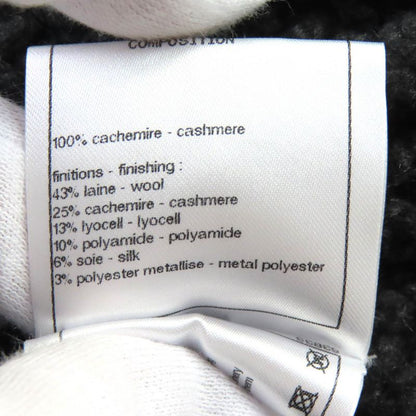 COMPOSITION
100% cachemire - cashmere
finitions - finishing :
43% laine - wool
25% cachemire - cashmere
13% lyocell - lyocell
10% polyamide - polyamide
6% soie - silk
3% polyester metallise - metal polyester